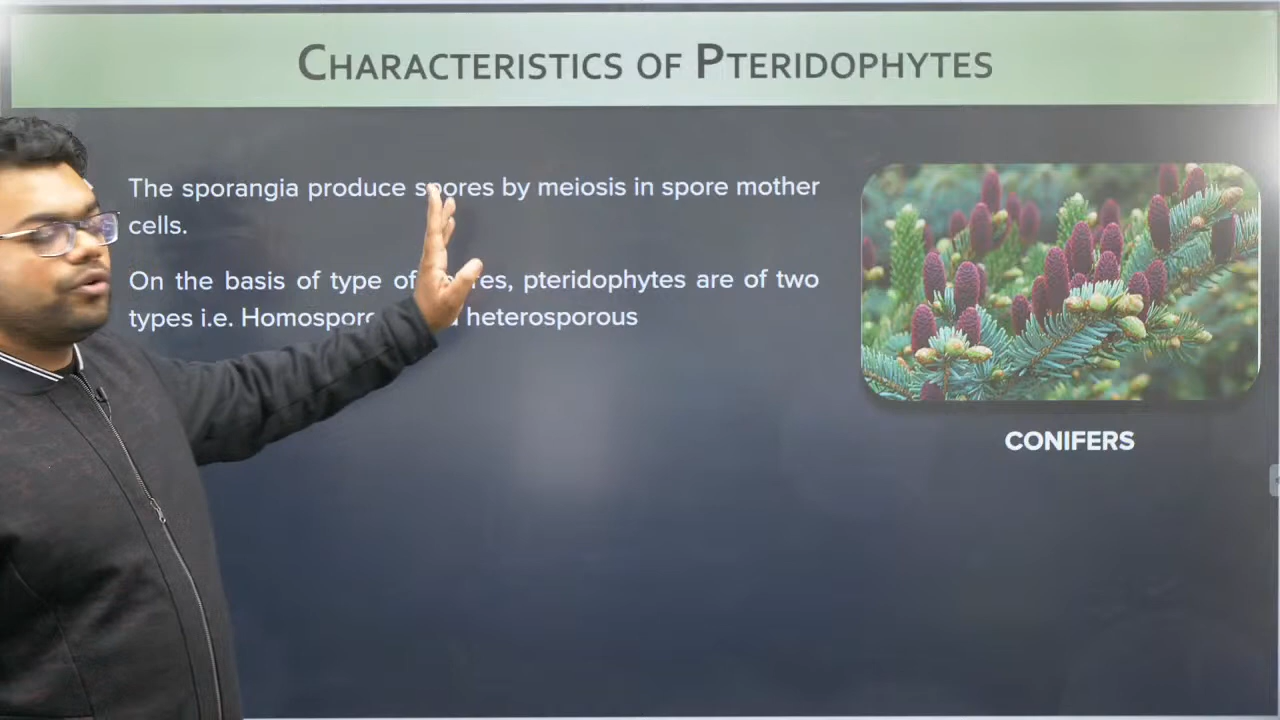 CHARACTERISTICS OF PTERIDOPHYTES
The sporangia produce spores by meiosis in spore mother
cells.
On the basis of type of pteridophytes are of two
types i.e. heterosporous
CONIFERS